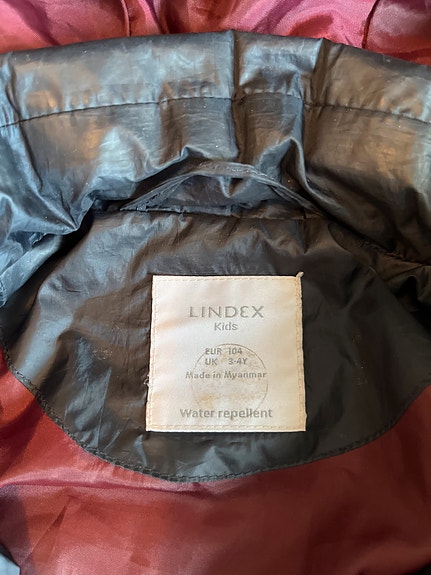 LINDEX
Kids
EUR 104
UK 3-4Y
Made in Myanmar
Water repellent